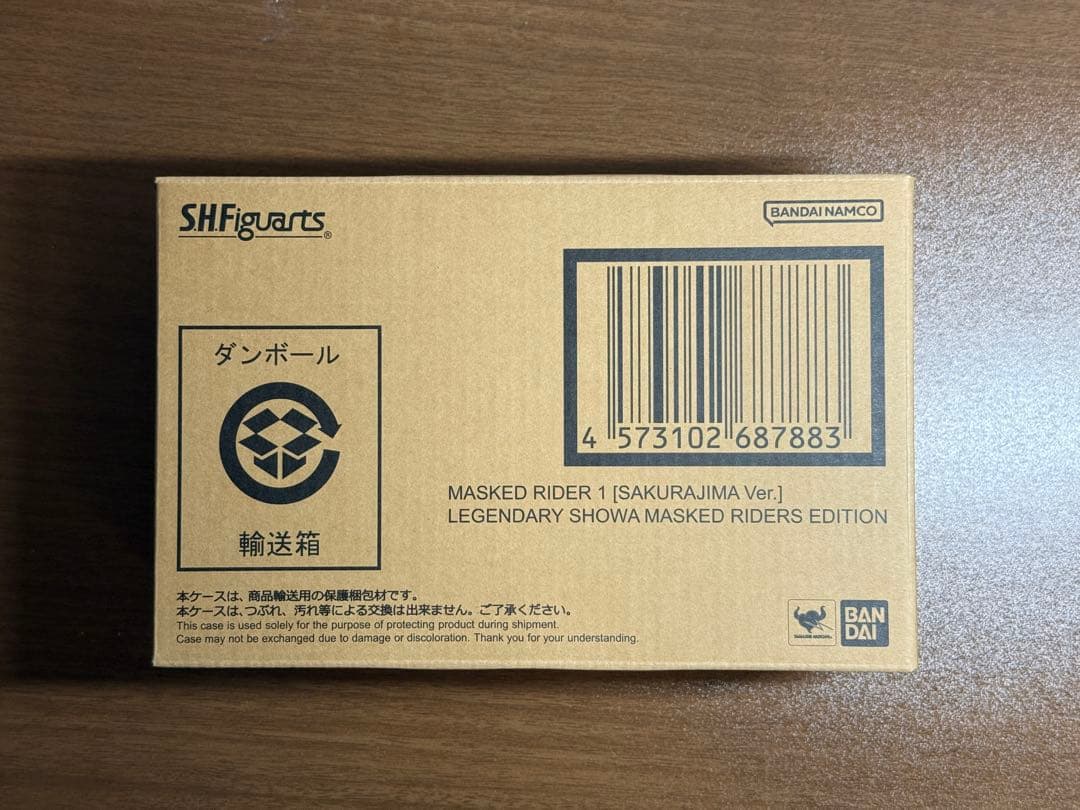 S.H.Figuarts®
BANDAI NAMCO
4 573102 687883
ダンボール
輸送箱
MASKED RIDER 1 [SAKURAJIMA Ver.]
LEGENDARY SHOWA MASKED RIDERS EDITION
本ケースは、商品輸送用の保護梱包材です。
本ケースは、つぶれ、汚れ等による交換は出来ません。ご了承ください。
This case is used solely for the purpose of protecting product during shipment.
Case may not be exchanged due to damage or discoloration. Thank you for your understanding.
BAN
DAI